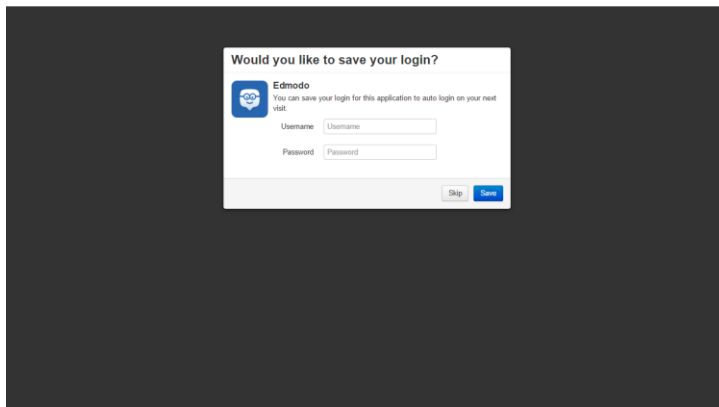 Would you like to save your login?
Edmodo
You can save your login for this application to auto login on your next
visit.
Username Username
Password Password
Skip Save